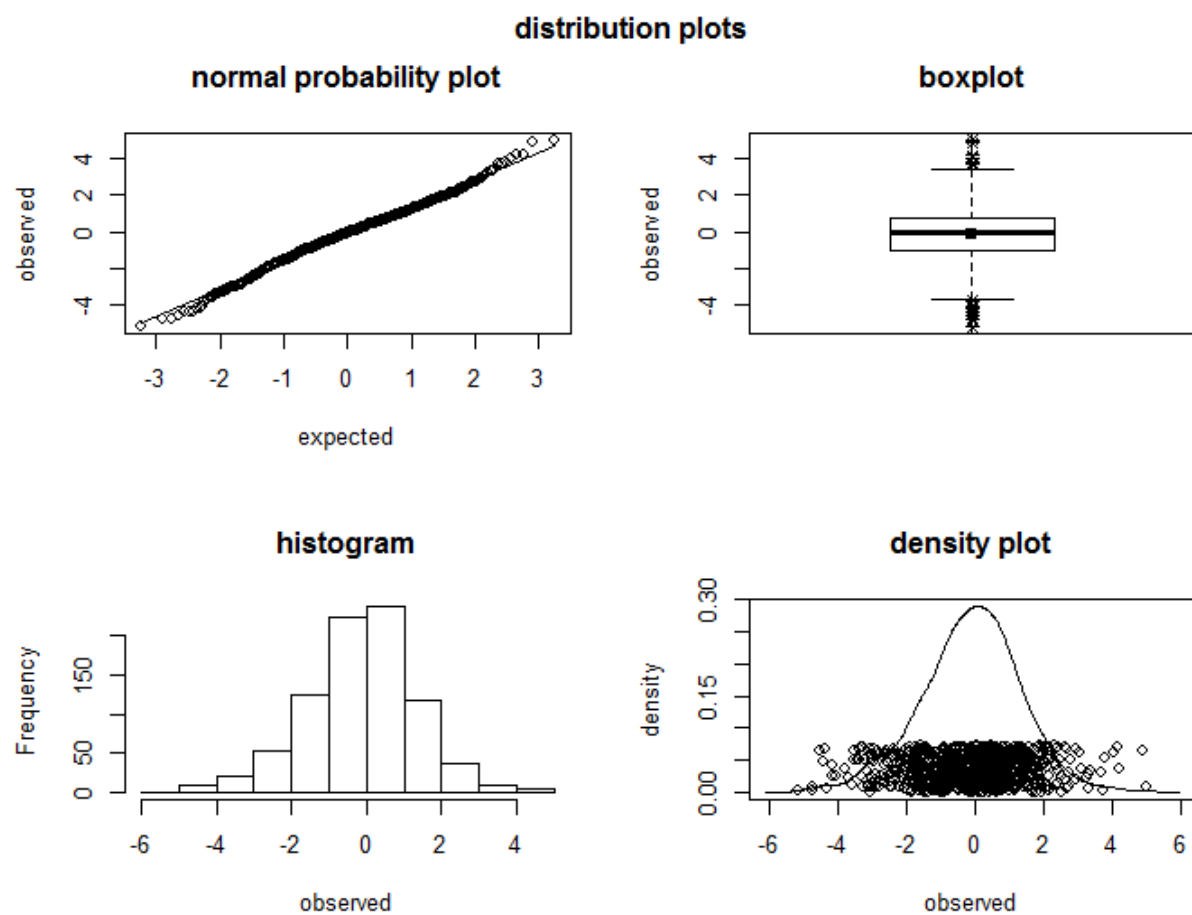 distribution plots
normal probability plot
observed
4
2
0
-4
-3
-2
-1
0
1
2
3
expected
boxplot
observed
4
2
0
-4
histogram
Frequency
150
50
0
-6
-4
-2
0
2
4
observed
density plot
density
0.30
0.15
0.00
-6
-4
-2
0
2
4
6
observed